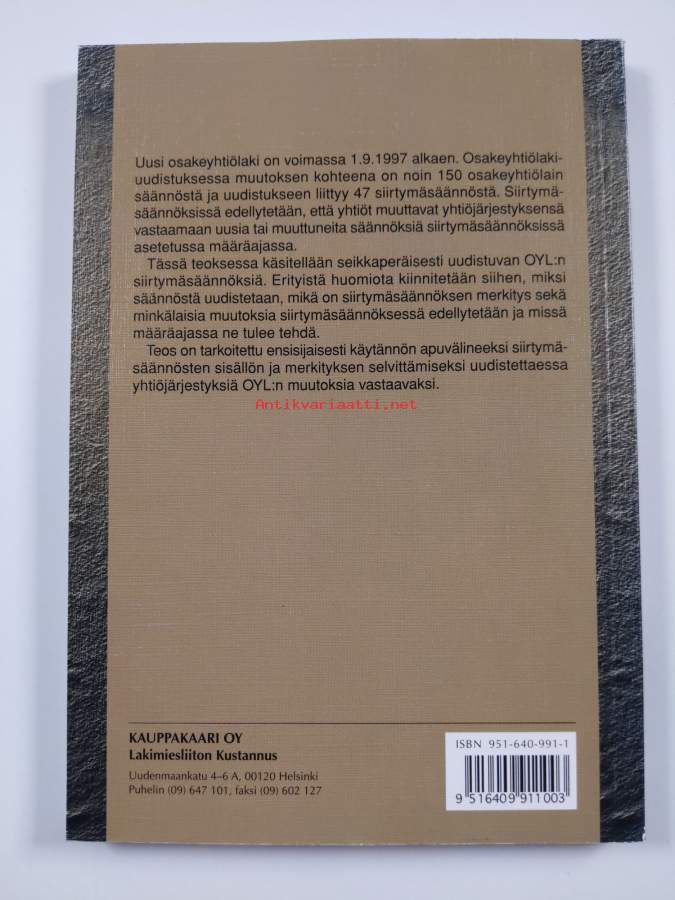 Uusi osakeyhtiölaki on voimassa 1.9.1997 alkaen. Osakeyhtiölaki-
uudistuksessa muutoksen kohteena on noin 150 osakeyhtiölain
säännöstä ja uudistukseen liittyy 47 siirtymäsäännöstä. Siirtymä-
säännöksissä edellytetään, että yhtiöt muuttavat yhtiöjärjestyksensä
vastaamaan uusia tai muuttuneita säännöksiä siirtymäsäännöksissä
asetetussa määräajassa.
Tässä teoksessa käsitellään seikkaperäisesti uudistuvan OYL:n
siirtymäsäännöksiä. Erityistä huomiota kiinnitetään siihen, miksi
säännöstä uudistetaan, mikä on siirtymäsäännöksen merkitys sekä
minkälaisia muutoksia siirtymäsäännöksessä edellytetään ja missä
määräajassa ne tulee tehdä.
Teos on tarkoitettu ensisijaisesti käytännön apuvälineeksi siirtymä-
säännösten sisällön ja merkityksen selvittämiseksi uudistettaessa
yhtiöjärjestyksiä OYL:n muutoksia vastaavaksi.
Antikvariaatti.net
KAUPPAKAARI OY
Lakimiesliiton Kustannus
Uudenmaankatu 4–6 A, 00120 Helsinki
Puhelin (09) 647 101, faksi (09) 602 127
ISBN 951-640-991-1
9 516409 911003